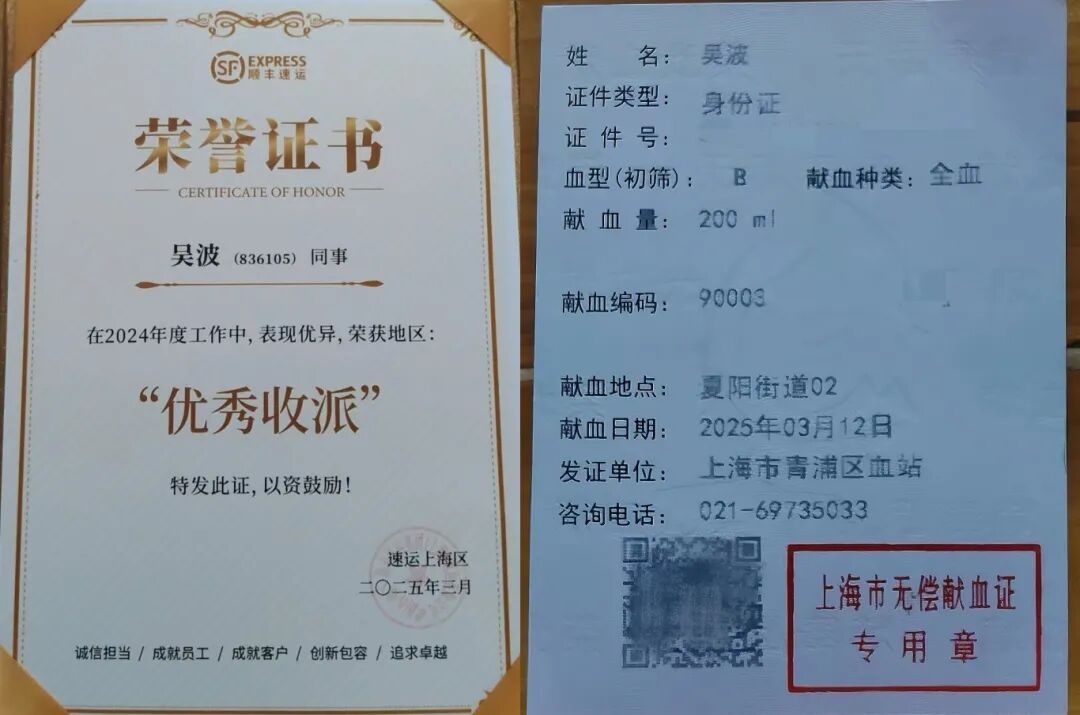 SF EXPRESS
顺丰速运
荣誉证书
CERTIFICATE OF HONOR
吴波（836105）同事
在2024年度工作中, 表现优异, 荣获地区：
“优秀收派”
特发此证, 以资鼓励！
速运上海区
二〇二五年三月
诚信担当 / 成就员工 / 成就客户 / 创新包容 / 追求卓越
姓 名： 吴波
证件类型： 身份证
证 件 号：
血型(初筛)： B 献血种类： 全血
献 血 量： 200 ml
献血编码： 90003
献血地点： 夏阳街道02
献血日期： 2025年03月12日
发证单位： 上海市青浦区血站
咨询电话： 021-69735033
上海市无偿献血证
专用章